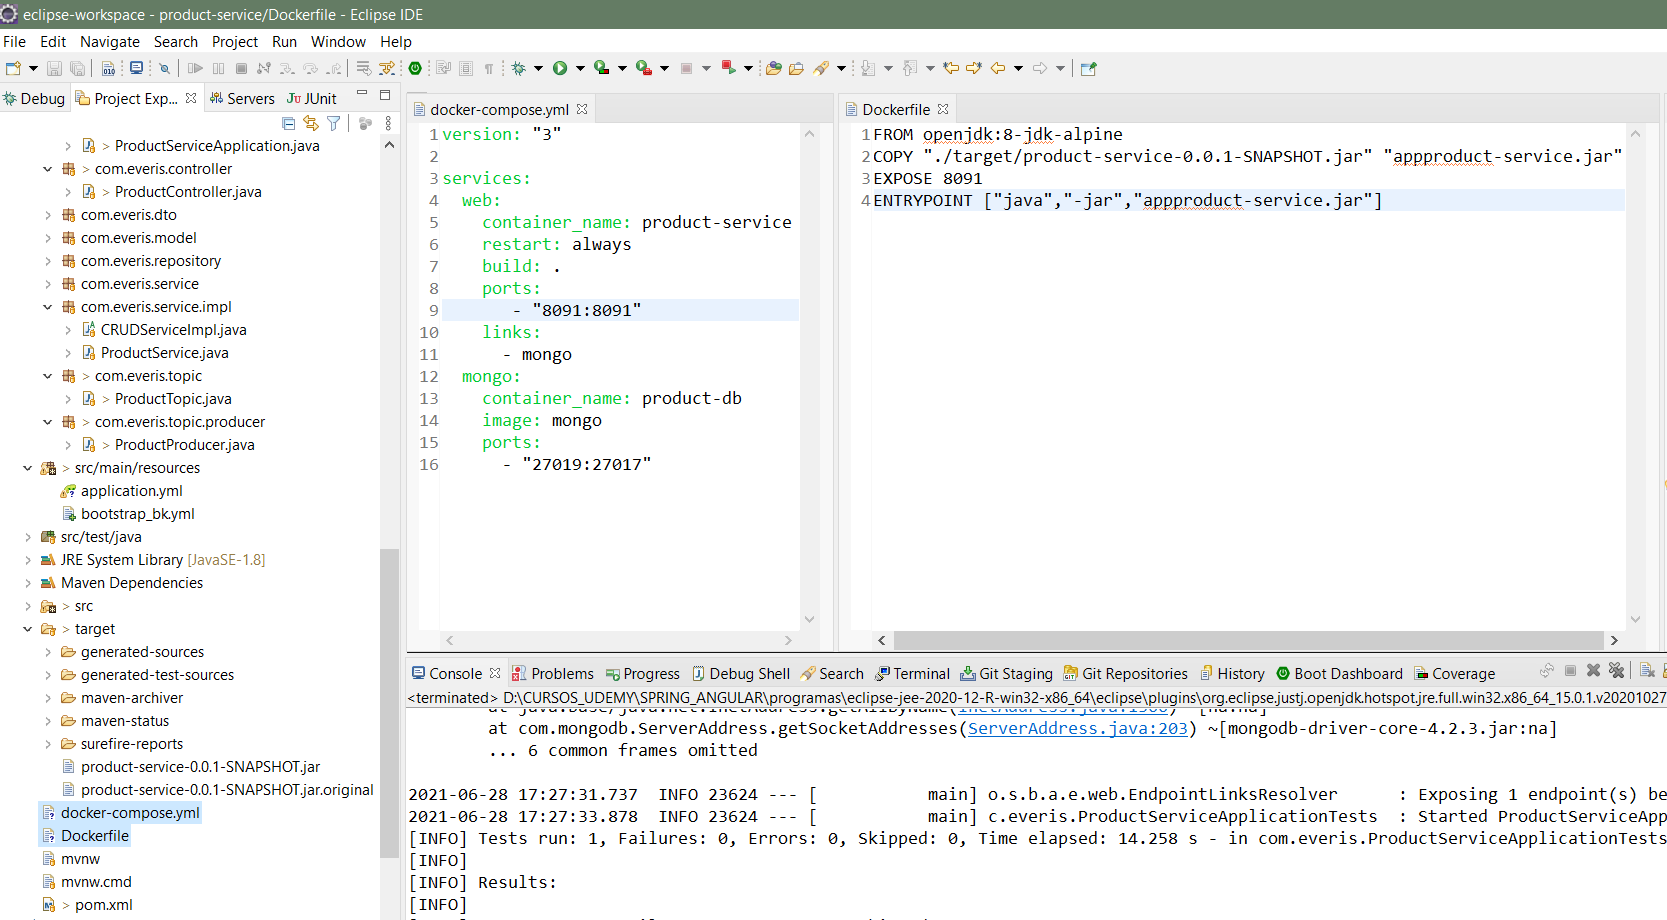 eclipse-workspace - product-service/Dockerfile - Eclipse IDE
File Edit Navigate Search Project Run Window Help
Debug Project Exp... Servers JUnit
> ProductServiceApplication.java
> com.everis.controller
> ProductController.java
com.everis.dto
com.everis.model
com.everis.repository
com.everis.service
com.everis.service.impl
CRUDServiceImpl.java
ProductService.java
> com.everis.topic
> ProductTopic.java
> com.everis.topic.producer
> ProductProducer.java
> src/main/resources
application.yml
bootstrap_bk.yml
src/test/java
JRE System Library [JavaSE-1.8]
Maven Dependencies
> src
> target
generated-sources
generated-test-sources
maven-archiver
maven-status
surefire-reports
product-service-0.0.1-SNAPSHOT.jar
product-service-0.0.1-SNAPSHOT.jar.original
docker-compose.yml
Dockerfile
mvnw
mvnw.cmd
> pom.xml
docker-compose.yml
1 version: "3"
2
3 services:
4   web:
5     container_name: product-service
6     restart: always
7     build: .
8     ports:
9        - "8091:8091"
10     links:
11       - mongo
12   mongo:
13     container_name: product-db
14     image: mongo
15     ports:
16       - "27019:27017"
Dockerfile
1 FROM openjdk:8-jdk-alpine
2 COPY "./target/product-service-0.0.1-SNAPSHOT.jar" "appproduct-service.jar"
3 EXPOSE 8091
4 ENTRYPOINT ["java","-jar","appproduct-service.jar"]
Console Problems Progress Debug Shell Search Terminal Git Staging Git Repositories History Boot Dashboard Coverage
<terminated> D:\CURSOS_UDEMY\SPRING_ANGULAR\programas\eclipse-jee-2020-12-R-win32-x86_64\eclipse\plugins\org.eclipse.justj.openjdk.hotspot.jre.full.win32.x86_64_15.0.1.v20201027
at com.mongodb.ServerAddress.getSocketAddresses(ServerAddress.java:203) ~[mongodb-driver-core-4.2.3.jar:na]
... 6 common frames omitted
2021-06-28 17:27:31.737  INFO 23624 --- [           main] o.s.b.a.e.web.EndpointLinksResolver      : Exposing 1 endpoint(s) be
2021-06-28 17:27:33.878  INFO 23624 --- [           main] c.everis.ProductServiceApplicationTests  : Started ProductServiceApp
[INFO] Tests run: 1, Failures: 0, Errors: 0, Skipped: 0, Time elapsed: 14.258 s - in com.everis.ProductServiceApplicationTests
[INFO]
[INFO] Results:
[INFO]